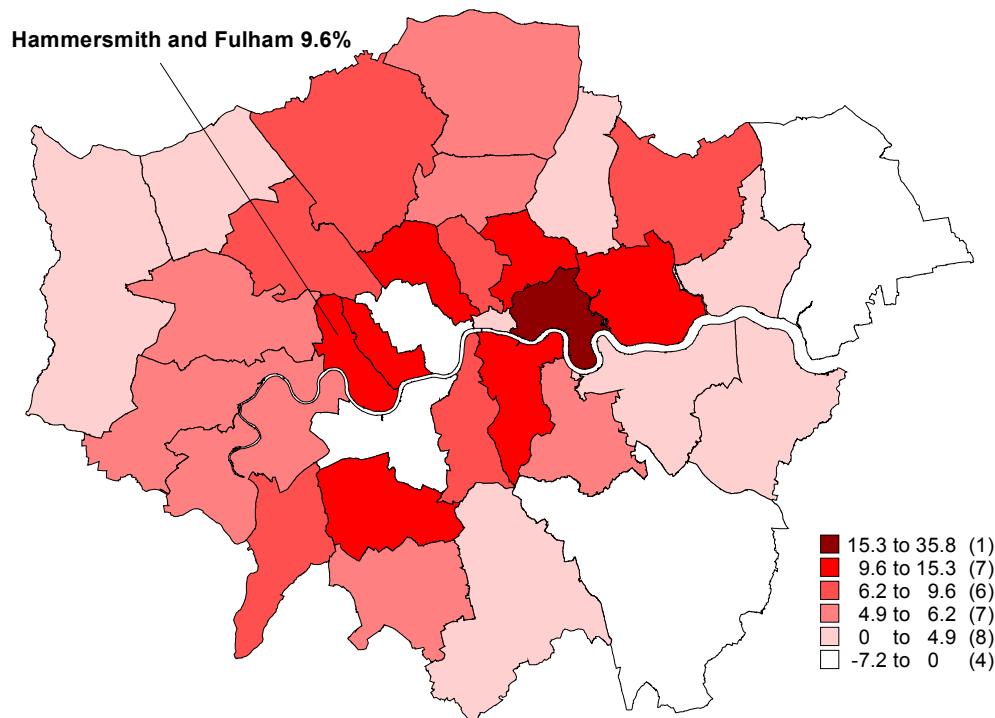 Hammersmith and Fulham 9.6%
15.3 to 35.8 (1)
9.6 to 15.3 (7)
6.2 to 9.6 (6)
4.9 to 6.2 (7)
0 to 4.9 (8)
-7.2 to 0 (4)